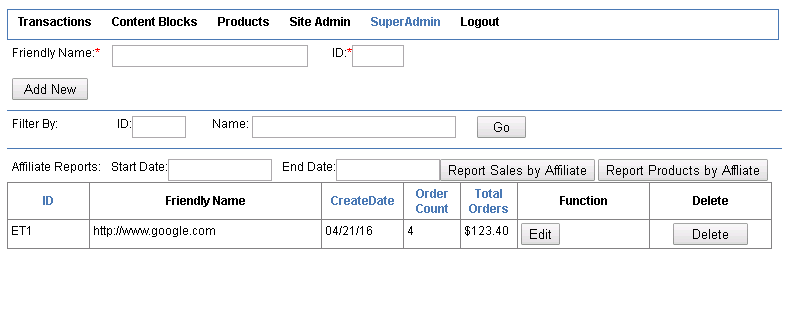 Transactions Content Blocks Products Site Admin SuperAdmin Logout
Friendly Name:* ID:*
Add New
Filter By: ID: Name: Go
Affiliate Reports: Start Date: End Date: Report Sales by Affiliate Report Products by Affliate
ID Friendly Name CreateDate Order Count Total Orders Function Delete
ET1 http://www.google.com 04/21/16 4 $123.40 Edit Delete